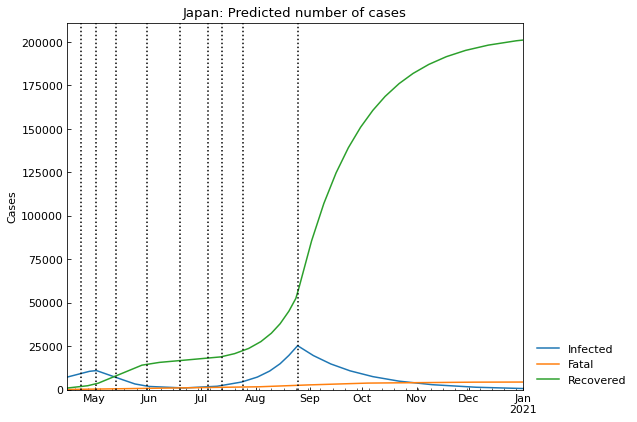 Japan: Predicted number of cases
Cases
200000
175000
150000
125000
100000
75000
50000
25000
0
May Jun Jul Aug Sep Oct Nov Dec Jan
2021
Infected
Fatal
Recovered